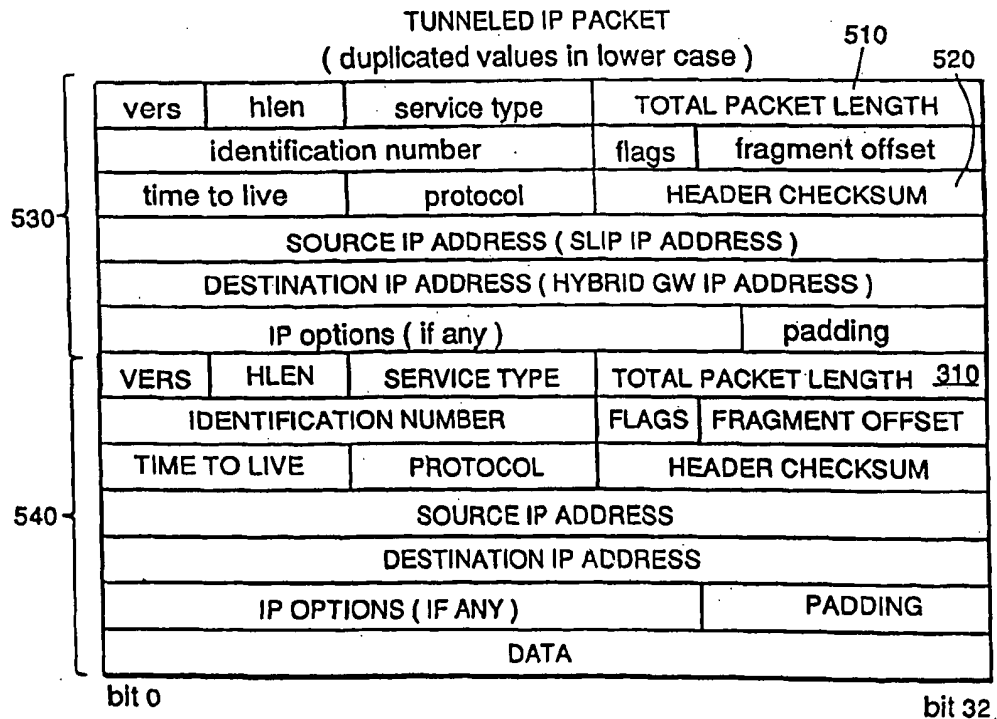 TUNNELED IP PACKET
( duplicated values in lower case )
510
520
vers hlen service type TOTAL PACKET LENGTH
identification number flags fragment offset
time to live protocol HEADER CHECKSUM
530
SOURCE IP ADDRESS ( SLIP IP ADDRESS )
DESTINATION IP ADDRESS ( HYBRID GW IP ADDRESS )
IP options ( if any ) padding
VERS HLEN SERVICE TYPE TOTAL PACKET LENGTH 310
IDENTIFICATION NUMBER FLAGS FRAGMENT OFFSET
TIME TO LIVE PROTOCOL HEADER CHECKSUM
540
SOURCE IP ADDRESS
DESTINATION IP ADDRESS
IP OPTIONS ( IF ANY ) PADDING
DATA
bit 0 bit 32